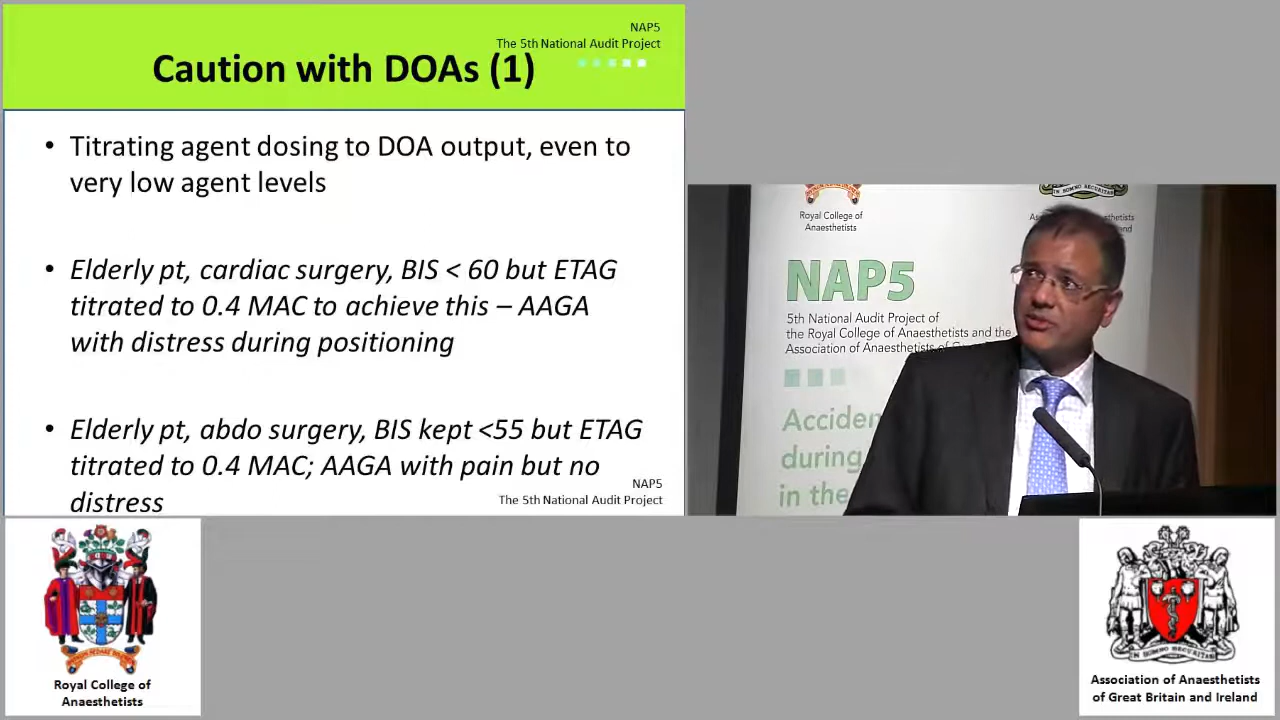 NAP5
The 5th National Audit Project
Caution with DOAs (1)
• Titrating agent dosing to DOA output, even to
very low agent levels
• Elderly pt, cardiac surgery, BIS < 60 but ETAG
titrated to 0.4 MAC to achieve this – AAGA
with distress during positioning
• Elderly pt, abdo surgery, BIS kept <55 but ETAG
titrated to 0.4 MAC; AAGA with pain but no
distress
NAP5
The 5th National Audit Project
Royal College of
Anaesthetists
NAP5
5th National Audit Project of
the Royal College of Anaesthetists and the
Association of Anaesthetists of
Acciden
during
in the
Royal College of
Anaesthetists
Association of Anaesthetists
of Great Britain and Ireland